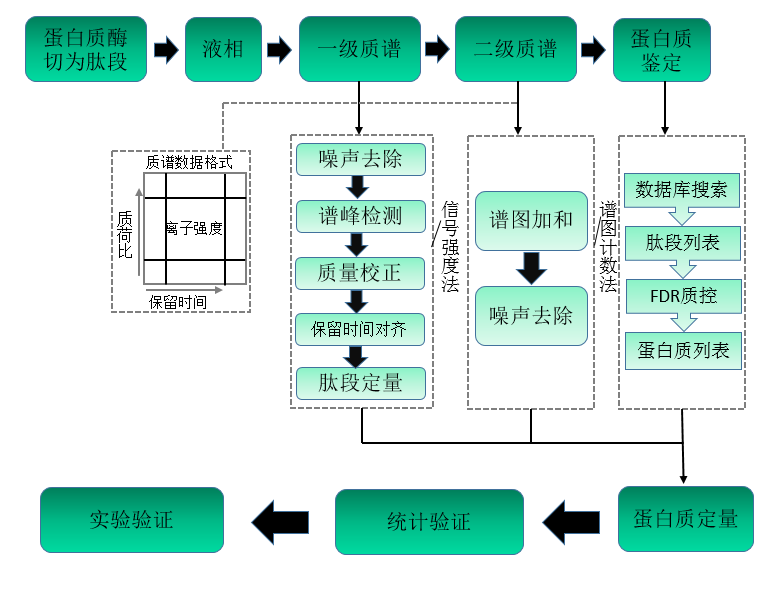 蛋白质酶
切为肽段
液相
一级质谱
二级质谱
蛋白质
鉴定
质谱数据格式
质荷比
离子强度
保留时间
噪声去除
谱峰检测
质量校正
保留时间对齐
肽段定量
信号强度法
谱图加和
噪声去除
谱图计数法
数据库搜索
肽段列表
FDR质控
蛋白质列表
蛋白质定量
统计验证
实验验证